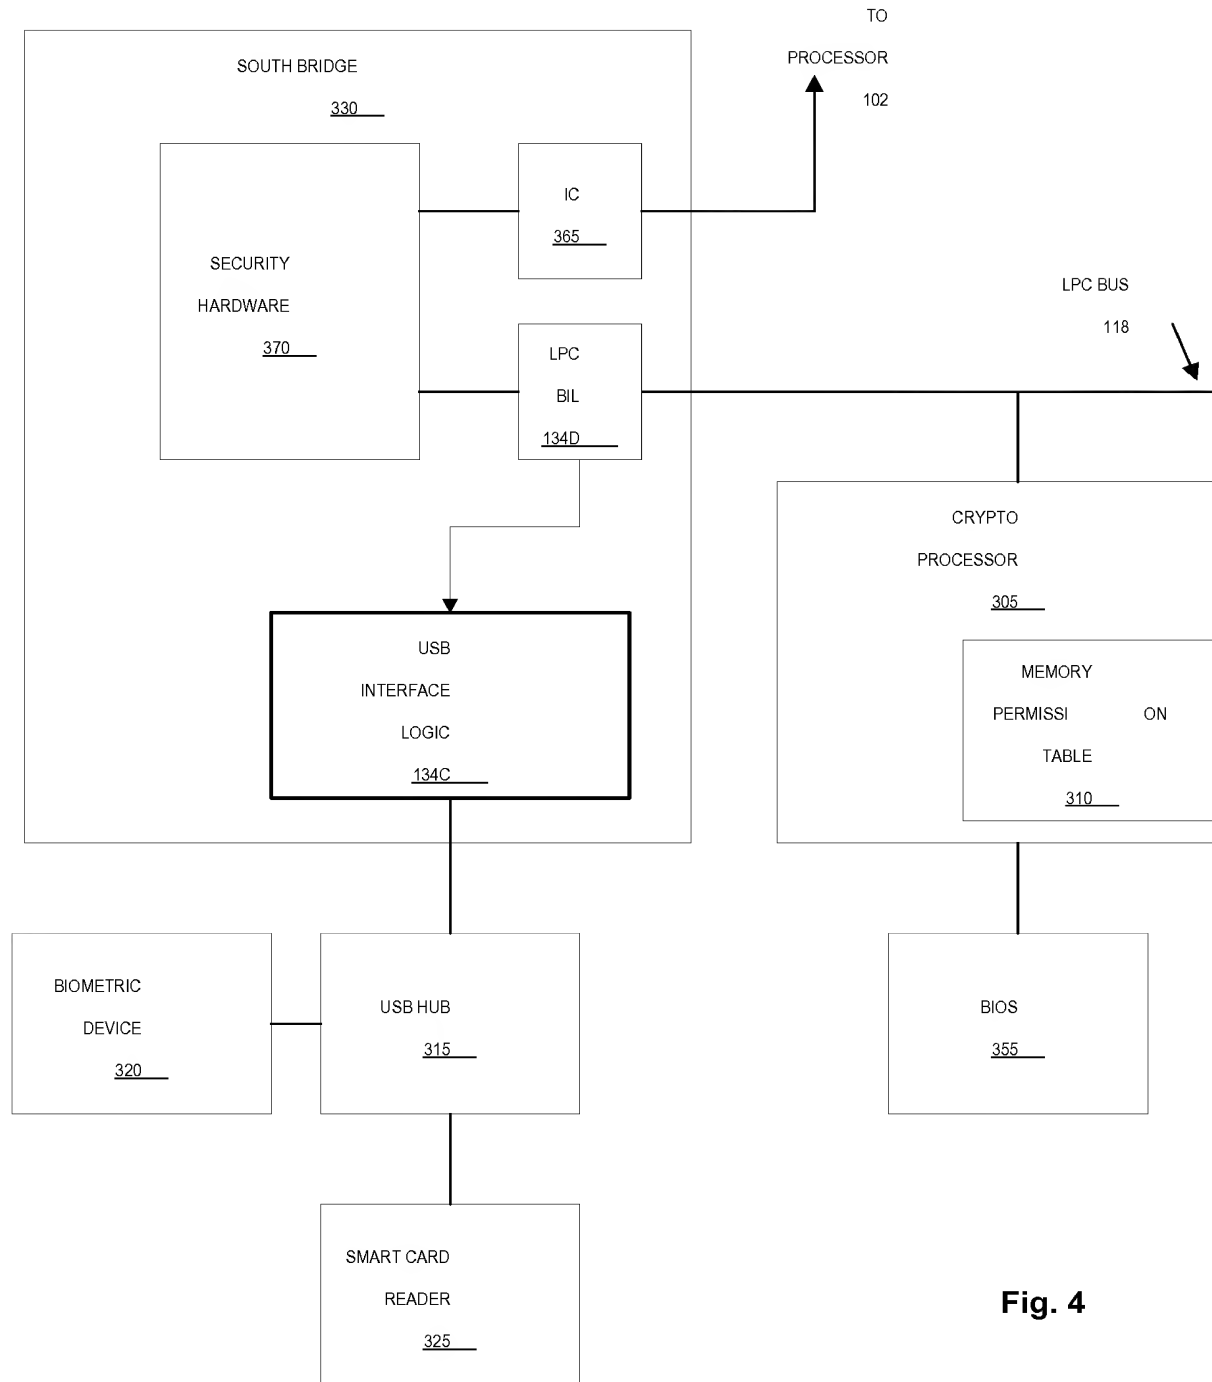 TO
PROCESSOR
102
SOUTH BRIDGE
330
IC
365
SECURITY
HARDWARE
370
LPC BUS
118
LPC
BIL
134D
CRYPTO
PROCESSOR
305
USB
INTERFACE
LOGIC
134C
MEMORY
PERMISSI ON
TABLE
310
BIOMETRIC
DEVICE
320
USB HUB
315
BIOS
355
SMART CARD
READER
325
Fig. 4